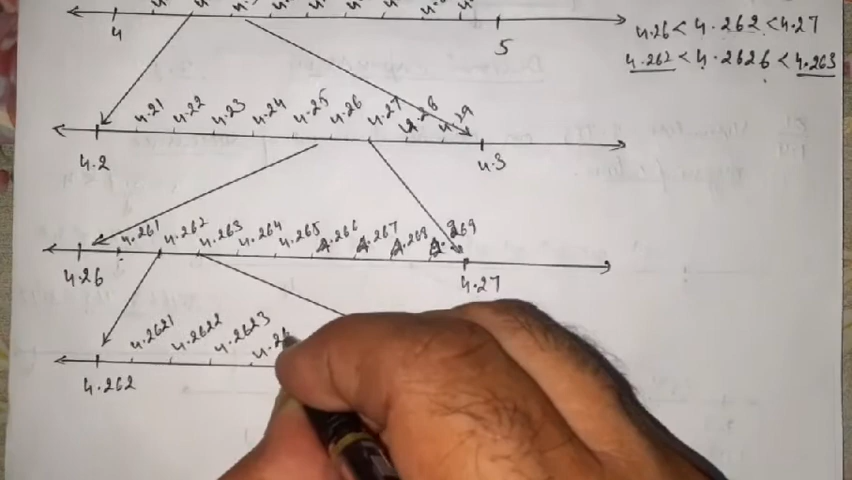 4 5
4.26 < 4.262 < 4.27
4.262 < 4.2626 < 4.263
4.21 4.22 4.23 4.24 4.25 4.26 4.27 4.28 4.29
4.2 4.3
4.261 4.262 4.263 4.264 4.265 4.266 4.267 4.268 4.269
4.26 4.27
4.2621 4.2622 4.2623
4.262